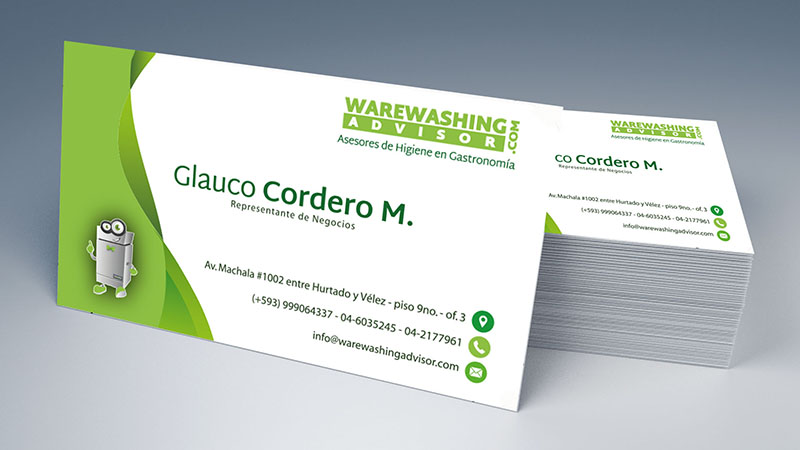 WAREWASHING
ADVISOR.COM
Asesores de Higiene en Gastronomía
Glauco Cordero M.
Representante de Negocios
Av. Machala #1002 entre Hurtado y Vélez - piso 9no. - of. 3
(+593) 999064337 - 04-6035245 - 04-2177961
info@warewashingadvisor.com
WAREWASHING
ADVISOR.COM
Asesores de Higiene en Gastronomía
co Cordero M.
Representante de Negocios
Av. Machala #1002 entre Hurtado y Vélez - piso 9no. - of. 3
(+593) 999064337 - 04-6035245 - 04-2177961
info@warewashingadvisor.com